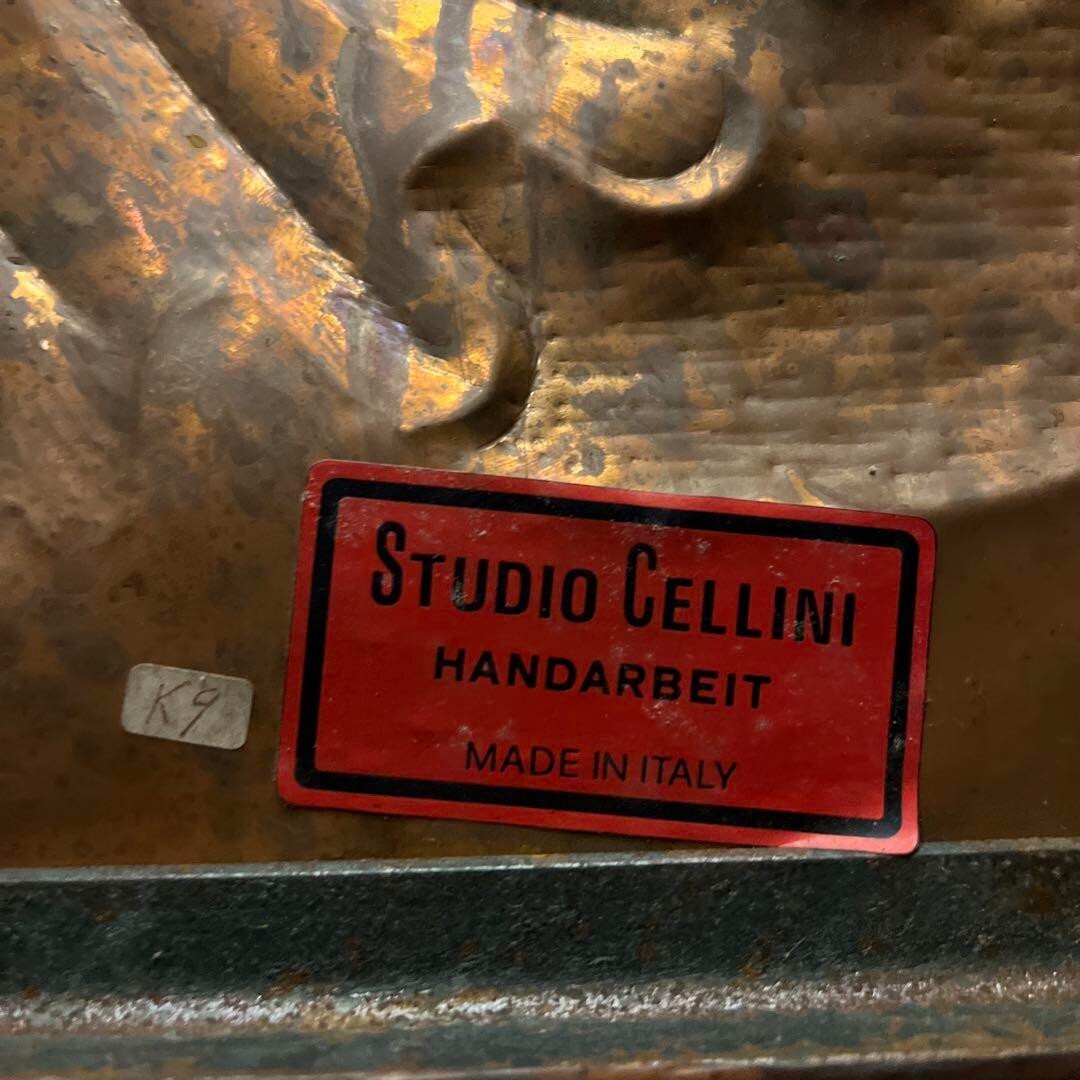 STUDIO CELLINI
HANDARBEIT
MADE IN ITALY
K9